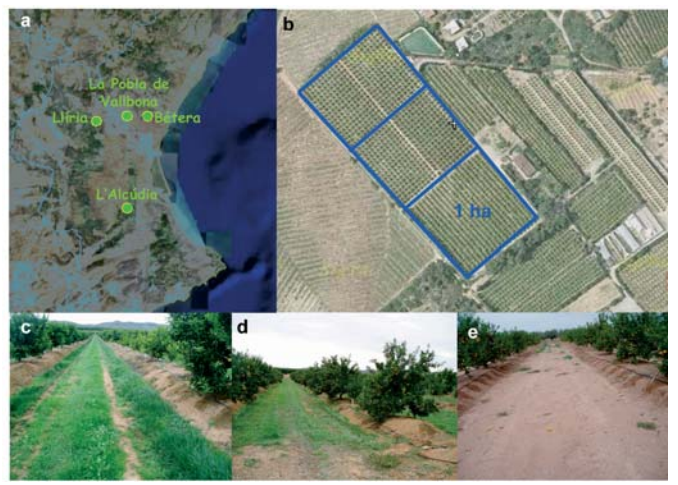 a
La Pobla de
Vallbona
Llíria
Bétera
L'Alcúdia
b
1 ha
c
d
e